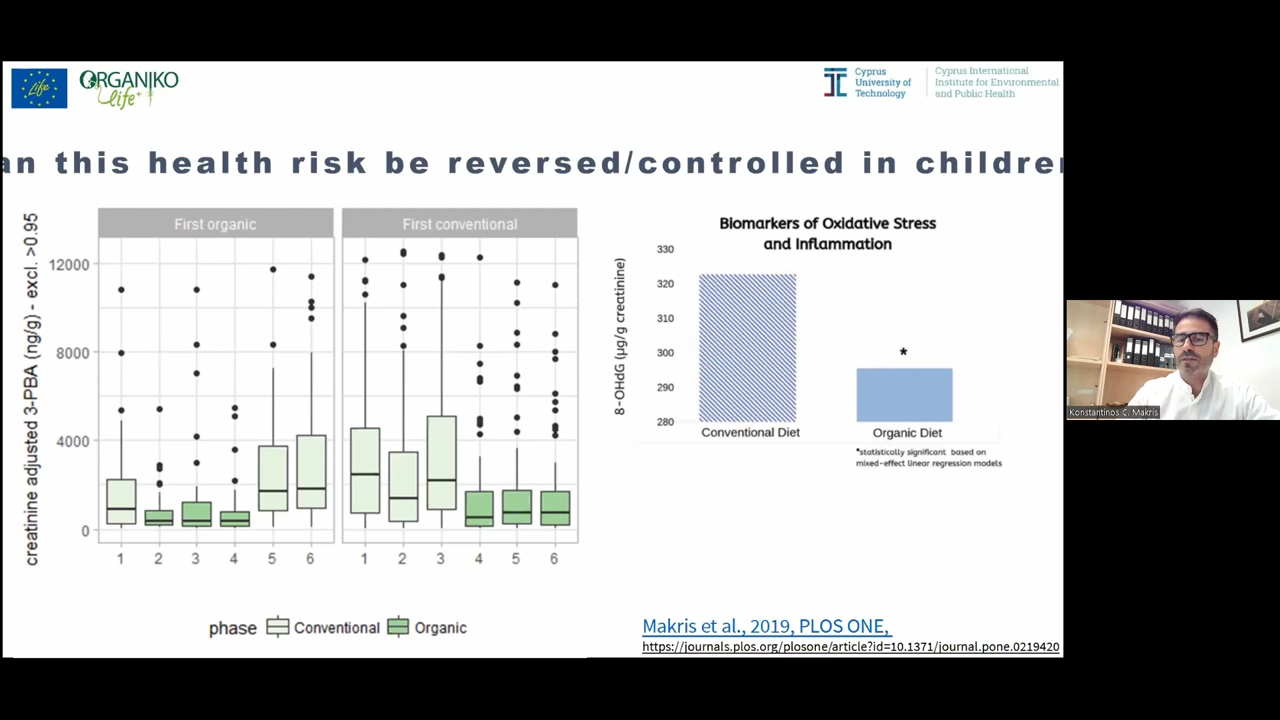 Life
ORGANIKO
life+
Cyprus
University of
Technology
Cyprus International
Institute for Environmental
and Public Health
an this health risk be reversed/controlled in children
creatinine adjusted 3-PBA (ng/g) - excl. >0.95
First organic
First conventional
12000
8000
4000
0
1 2 3 4 5 6
1 2 3 4 5 6
phase Conventional Organic
Biomarkers of Oxidative Stress
and Inflammation
8-OHdG (µg/g creatinine)
330
320
310
300
290
280
*
Conventional Diet Organic Diet
*statistically significant based on
mixed-effect linear regression models
Makris et al., 2019, PLOS ONE,
https://journals.plos.org/plosone/article?id=10.1371/journal.pone.0219420
Konstantinos C. Makris